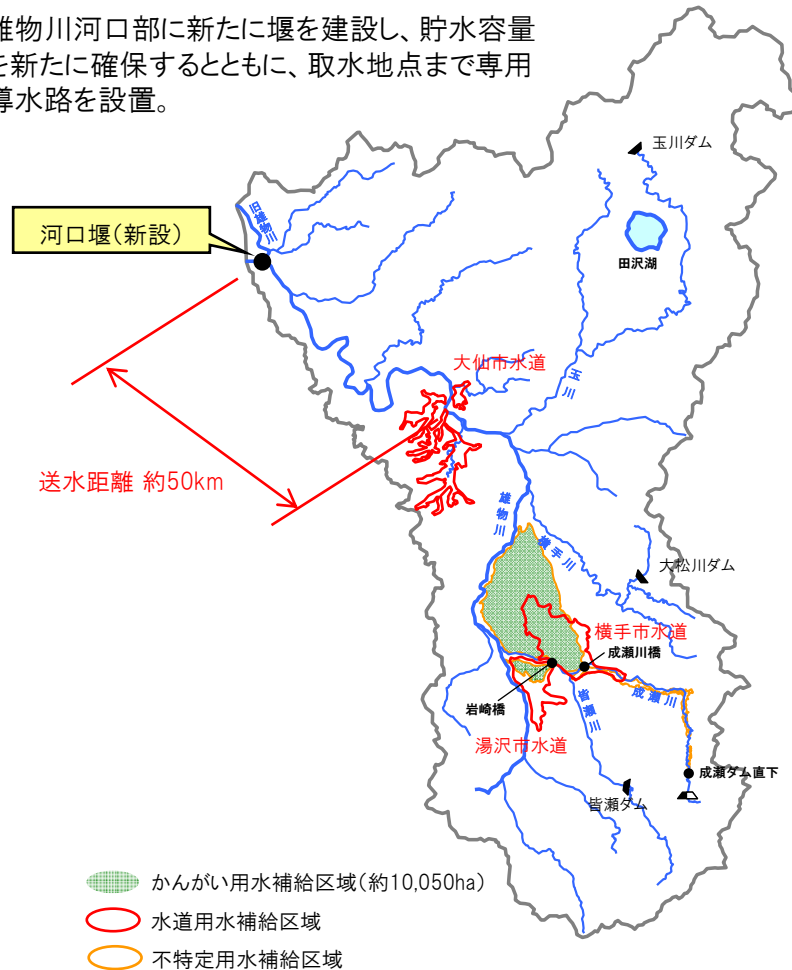 雄物川河口部に新たに堰を建設し、貯水容量
を新たに確保するとともに、取水地点まで専用
導水路を設置。
玉川ダム
旧雄物川
河口堰(新設)
田沢湖
大仙市水道
玉川
送水距離 約50km
雄物川
横手川
大松川ダム
横手市水道
成瀬川橋
岩崎橋
皆瀬川
成瀬川
湯沢市水道
成瀬ダム直下
皆瀬ダム
かんがい用水補給区域(約10,050ha)
水道用水補給区域
不特定用水補給区域